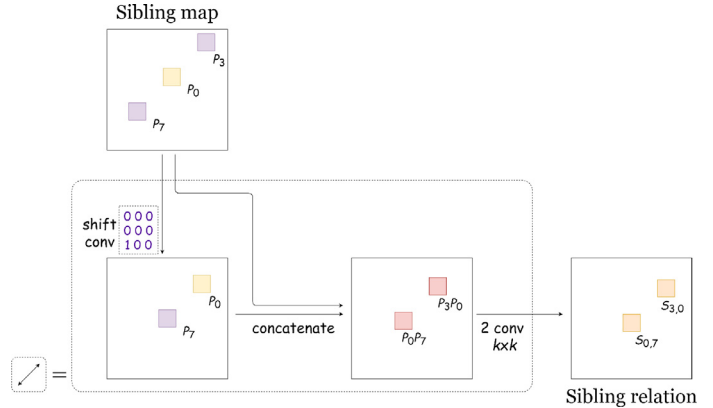 Sibling map
P3
P0
P7
shift
conv
0 0 0
0 0 0
1 0 0
P0
P7
concatenate
P3P0
P0P7
2 conv
kxk
S3,0
S0,7
=
Sibling relation